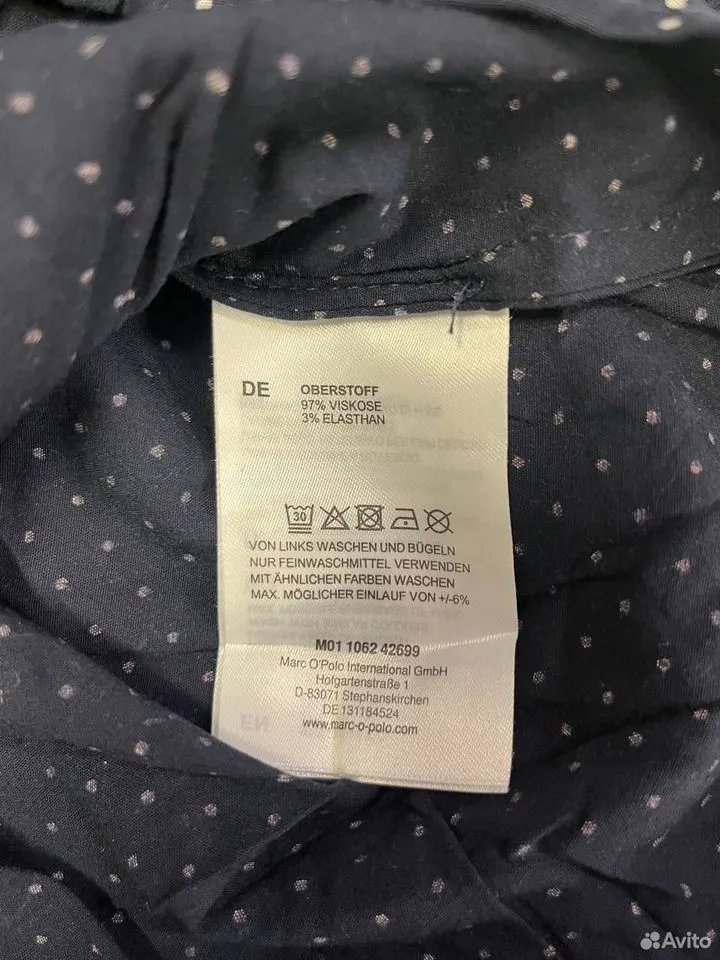 DE OBERSTOFF
97% VISKOSE
3% ELASTHAN
30
VON LINKS WASCHEN UND BÜGELN
NUR FEINWASCHMITTEL VERWENDEN
MIT ÄHNLICHEN FARBEN WASCHEN
MAX. MÖGLICHER EINLAUF VON +/-6%
M01 1062 42699
Marc O'Polo International GmbH
Hofgartenstraße 1
D-83071 Stephanskirchen
DE 131184524
www.marc-o-polo.com
EN
Avito